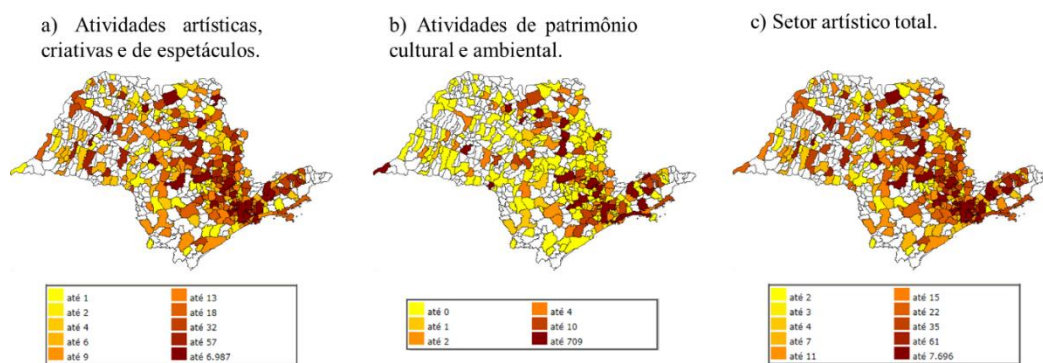 a) Atividades artísticas,
criativas e de espetáculos.
b) Atividades de patrimônio
cultural e ambiental.
c) Setor artístico total.
até 1
até 2
até 4
até 6
até 9
até 13
até 18
até 32
até 57
até 6.987
até 0
até 1
até 2
até 4
até 10
até 709
até 2
até 3
até 4
até 7
até 11
até 15
até 22
até 35
até 61
até 7.696